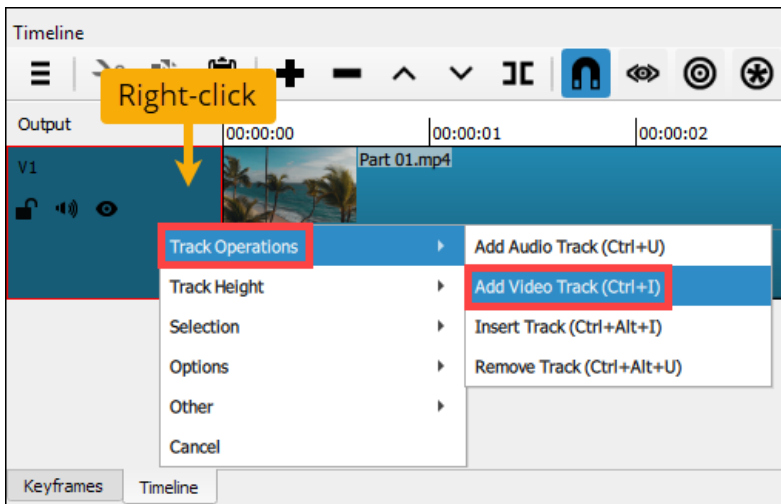 Timeline
Right-click
Output
00:00:00
00:00:01
00:00:02
V1
Part 01.mp4
Track Operations
Add Audio Track (Ctrl+U)
Track Height
Add Video Track (Ctrl+I)
Selection
Insert Track (Ctrl+Alt+I)
Options
Remove Track (Ctrl+Alt+U)
Other
Cancel
Keyframes
Timeline